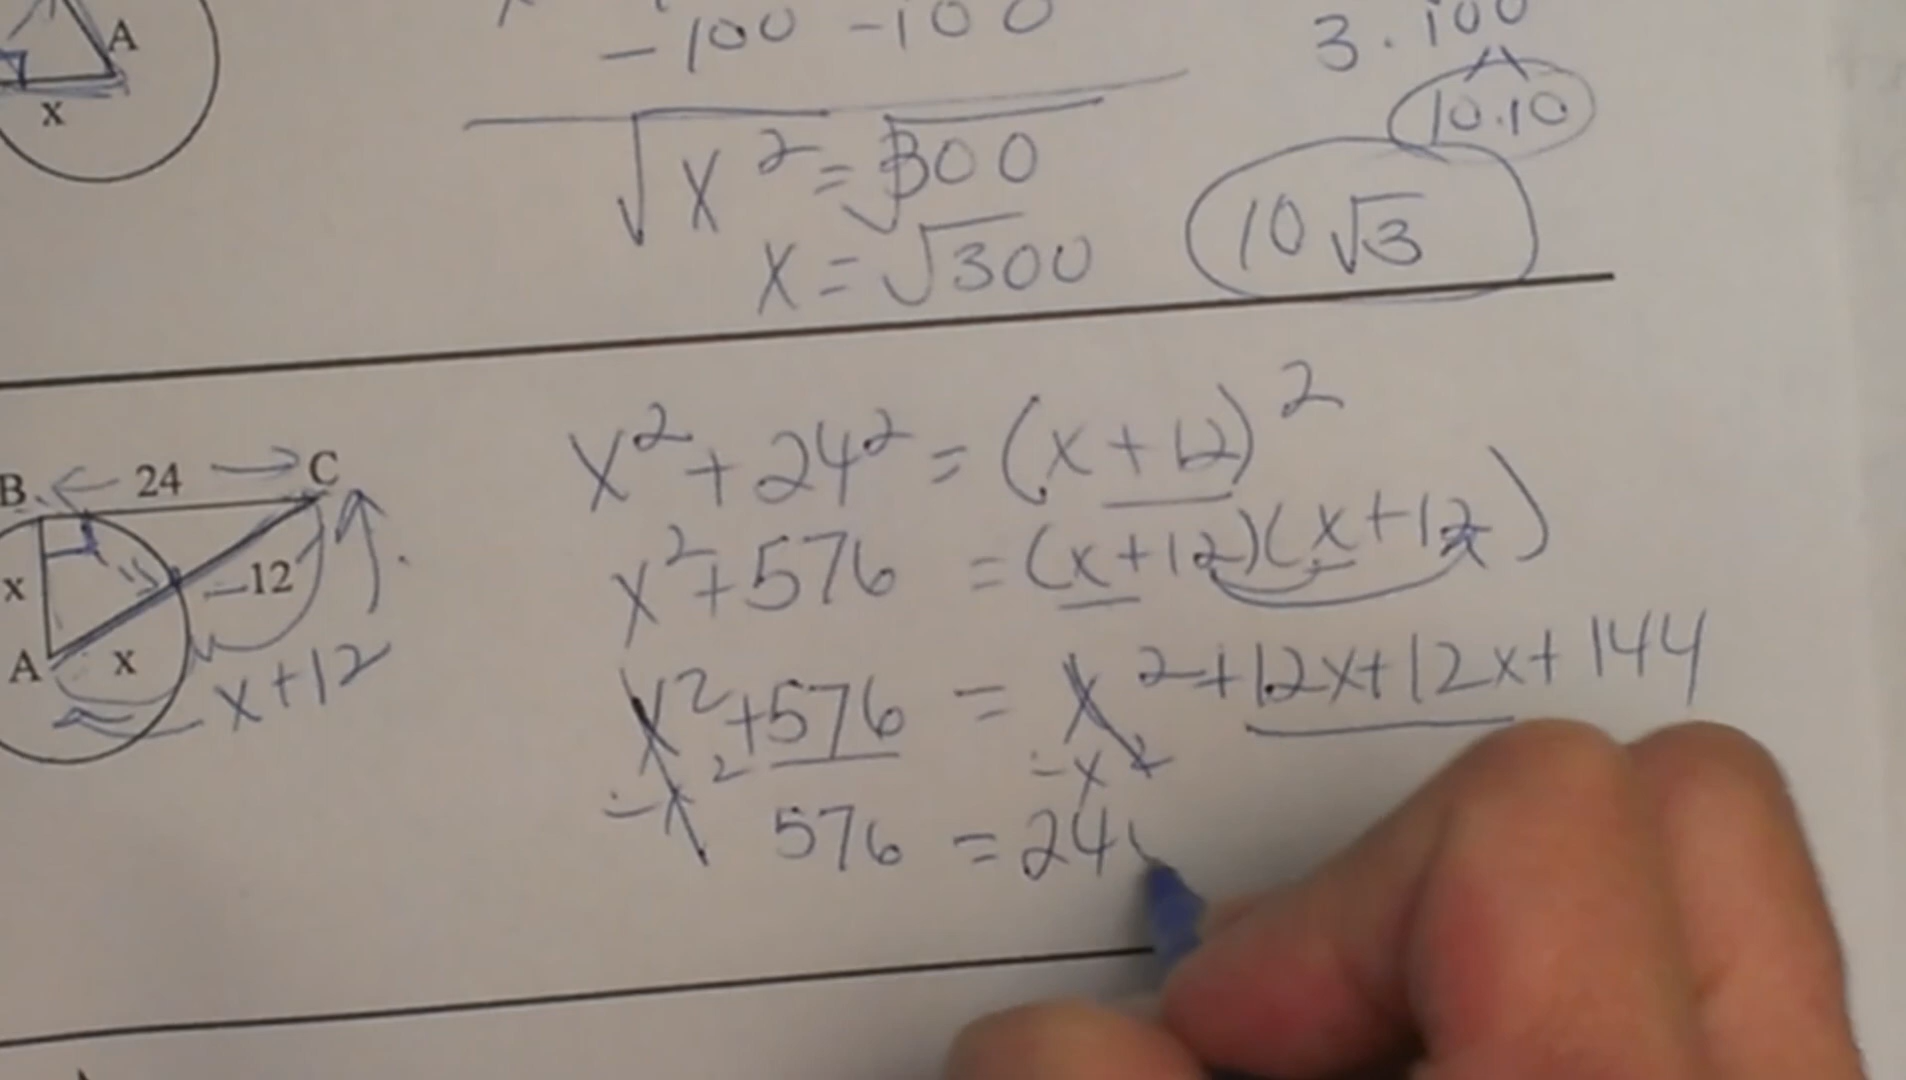 A
x
-100 -100
3 . 100
10.10
√x² = √300
x = √300
10√3
B 24 C
x
12
A x
x+12
x² + 24² = (x+12)²
x²+576 = (x+12)(x+12)
x²+576 = x²+12x+12x+144
-x² -x²
576 = 24